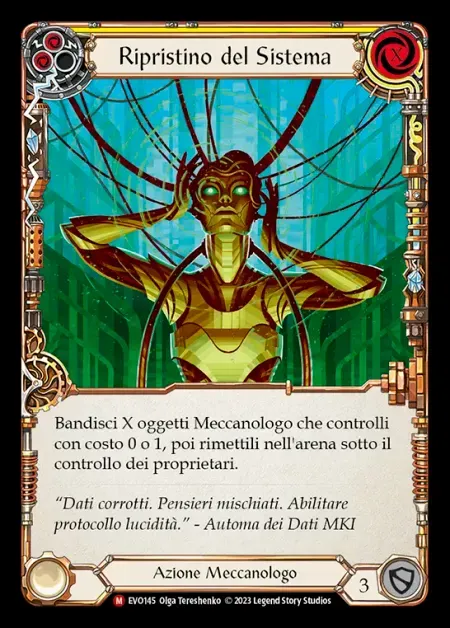 Ripristino del Sistema
X
Bandisci X oggetti Meccanologo che controlli
con costo 0 o 1, poi rimettili nell'arena sotto il
controllo dei proprietari.
“Dati corrotti. Pensieri mischiati. Abilitare
protocollo lucidità.” - Automa dei Dati MKI
Azione Meccanologo
3
M EVO145 Olga Tereshenko © 2023 Legend Story Studios